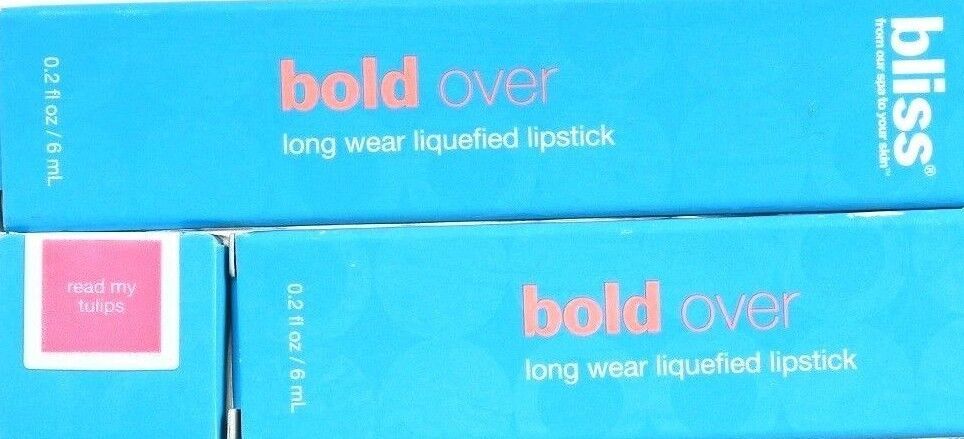 0.2 fl oz / 6 mL
bold over
long wear liquefied lipstick
bliss®
from our spa to your skin™
read my
tulips
0.2 fl oz / 6 mL
bold over
long wear liquefied lipstick